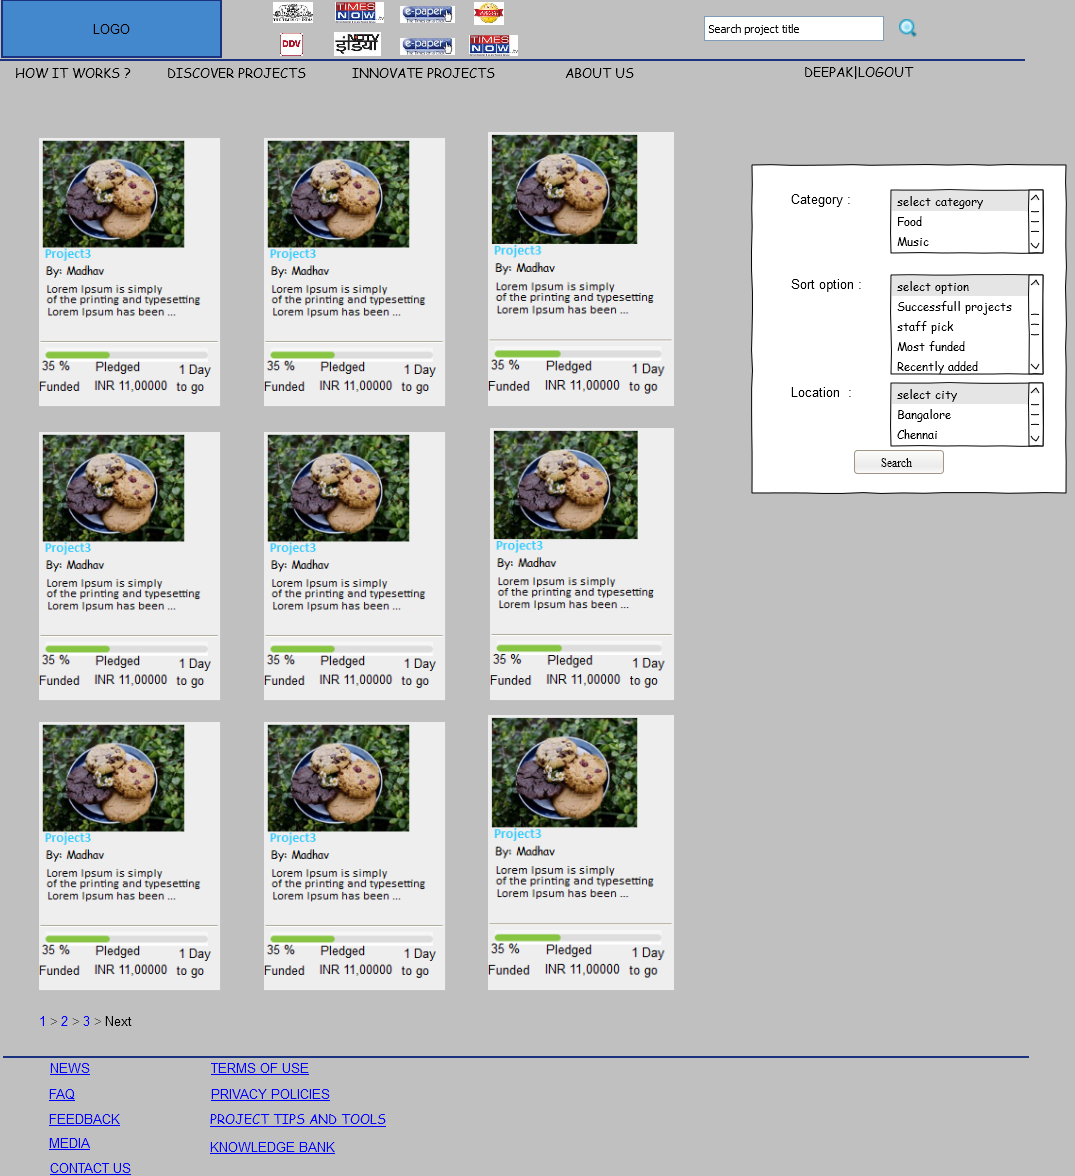 LOGO
THE TIMES OF INDIA
TIMES NOW.tv
e-paper
DDV
NDTV
इंडिया
e-paper
TIMES NOW.tv
Search project title
HOW IT WORKS ?
DISCOVER PROJECTS
INNOVATE PROJECTS
ABOUT US
DEEPAK|LOGOUT
Project3
By: Madhav
Lorem Ipsum is simply
of the printing and typesetting
Lorem Ipsum has been ...
35 % Pledged 1 Day
Funded INR 11,00000 to go
Project3
By: Madhav
Lorem Ipsum is simply
of the printing and typesetting
Lorem Ipsum has been ...
35 % Pledged 1 Day
Funded INR 11,00000 to go
Project3
By: Madhav
Lorem Ipsum is simply
of the printing and typesetting
Lorem Ipsum has been ...
35 % Pledged 1 Day
Funded INR 11,00000 to go
Category :
select category
Food
Music
Sort option :
select option
Successfull projects
staff pick
Most funded
Recently added
Location :
select city
Bangalore
Chennai
Search
Project3
By: Madhav
Lorem Ipsum is simply
of the printing and typesetting
Lorem Ipsum has been ...
35 % Pledged 1 Day
Funded INR 11,00000 to go
Project3
By: Madhav
Lorem Ipsum is simply
of the printing and typesetting
Lorem Ipsum has been ...
35 % Pledged 1 Day
Funded INR 11,00000 to go
Project3
By: Madhav
Lorem Ipsum is simply
of the printing and typesetting
Lorem Ipsum has been ...
35 % Pledged 1 Day
Funded INR 11,00000 to go
Project3
By: Madhav
Lorem Ipsum is simply
of the printing and typesetting
Lorem Ipsum has been ...
35 % Pledged 1 Day
Funded INR 11,00000 to go
Project3
By: Madhav
Lorem Ipsum is simply
of the printing and typesetting
Lorem Ipsum has been ...
35 % Pledged 1 Day
Funded INR 11,00000 to go
Project3
By: Madhav
Lorem Ipsum is simply
of the printing and typesetting
Lorem Ipsum has been ...
35 % Pledged 1 Day
Funded INR 11,00000 to go
1 > 2 > 3 > Next
NEWS
FAQ
FEEDBACK
MEDIA
CONTACT US
TERMS OF USE
PRIVACY POLICIES
PROJECT TIPS AND TOOLS
KNOWLEDGE BANK